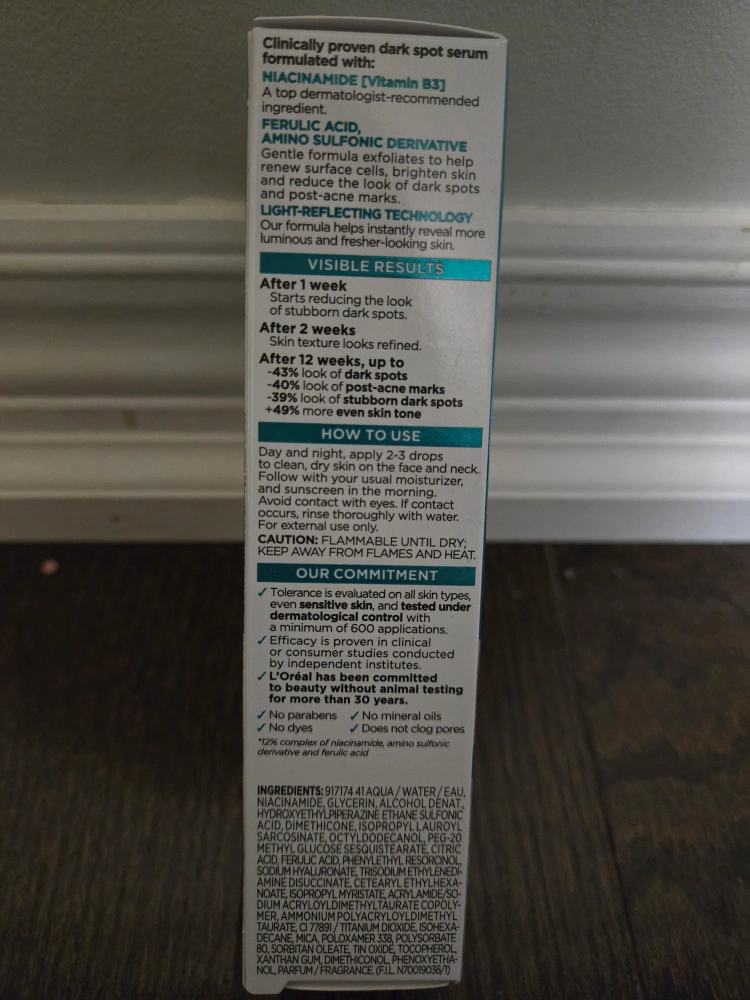 Clinically proven dark spot serum
formulated with:
NIACINAMIDE [Vitamin B3]
A top dermatologist-recommended
ingredient.
FERULIC ACID,
AMINO SULFONIC DERIVATIVE
Gentle formula exfoliates to help
renew surface cells, brighten skin
and reduce the look of dark spots
and post-acne marks.
LIGHT-REFLECTING TECHNOLOGY
Our formula helps instantly reveal more
luminous and fresher-looking skin.
VISIBLE RESULTS
After 1 week
Starts reducing the look
of stubborn dark spots.
After 2 weeks
Skin texture looks refined.
After 12 weeks, up to
-43% look of dark spots
-40% look of post-acne marks
-39% look of stubborn dark spots
+49% more even skin tone
HOW TO USE
Day and night, apply 2-3 drops
to clean, dry skin on the face and neck.
Follow with your usual moisturizer,
and sunscreen in the morning.
Avoid contact with eyes. If contact
occurs, rinse thoroughly with water.
For external use only.
CAUTION: FLAMMABLE UNTIL DRY;
KEEP AWAY FROM FLAMES AND HEAT.
OUR COMMITMENT
✓ Tolerance is evaluated on all skin types,
even sensitive skin, and tested under
dermatological control with
a minimum of 600 applications.
✓ Efficacy is proven in clinical
or consumer studies conducted
by independent institutes.
✓ L'Oréal has been committed
to beauty without animal testing
for more than 30 years.
✓ No parabens ✓ No mineral oils
✓ No dyes ✓ Does not clog pores
*12% complex of niacinamide, amino sulfonic
derivative and ferulic acid
INGREDIENTS: 917174 41 AQUA / WATER / EAU,
NIACINAMIDE, GLYCERIN, ALCOHOL DENAT.,
HYDROXYETHYLPIPERAZINE ETHANE SULFONIC
ACID, DIMETHICONE, ISOPROPYL LAUROYL
SARCOSINATE, OCTYLDODECANOL, PEG-20
METHYL GLUCOSE SESQUISTEARATE, CITRIC
ACID, FERULIC ACID, PHENYLETHYL RESORCINOL,
SODIUM HYALURONATE, TRISODIUM ETHYLENEDI-
AMINE DISUCCINATE, CETEARYL ETHYLHEXA-
NOATE, ISOPROPYL MYRISTATE, ACRYLAMIDE/SO-
DIUM ACRYLOYLDIMETHYLTAURATE COPOLY-
MER, AMMONIUM POLYACRYLOYLDIMETHYL
TAURATE, CI 77891 / TITANIUM DIOXIDE, ISOHEXA-
DECANE, MICA, POLOXAMER 338, POLYSORBATE
80, SORBITAN OLEATE, TIN OXIDE, TOCOPHEROL,
XANTHAN GUM, DIMETHICONOL, PHENOXYETHA-
NOL, PARFUM / FRAGRANCE. (F.I.L. N70019036/1)